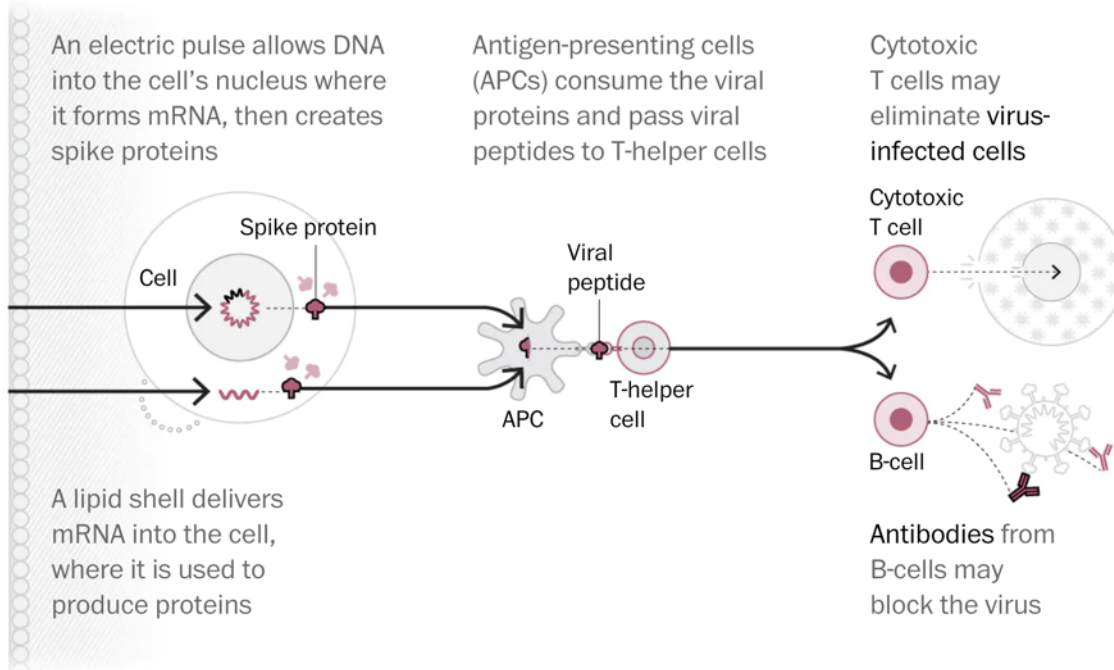 An electric pulse allows DNA
into the cell's nucleus where
it forms mRNA, then creates
spike proteins
Antigen-presenting cells
(APCs) consume the viral
proteins and pass viral
peptides to T-helper cells
Cytotoxic
T cells may
eliminate virus-
infected cells
Spike protein
Cell
Viral
peptide
Cytotoxic
T cell
APC
T-helper
cell
B-cell
A lipid shell delivers
mRNA into the cell,
where it is used to
produce proteins
Antibodies from
B-cells may
block the virus